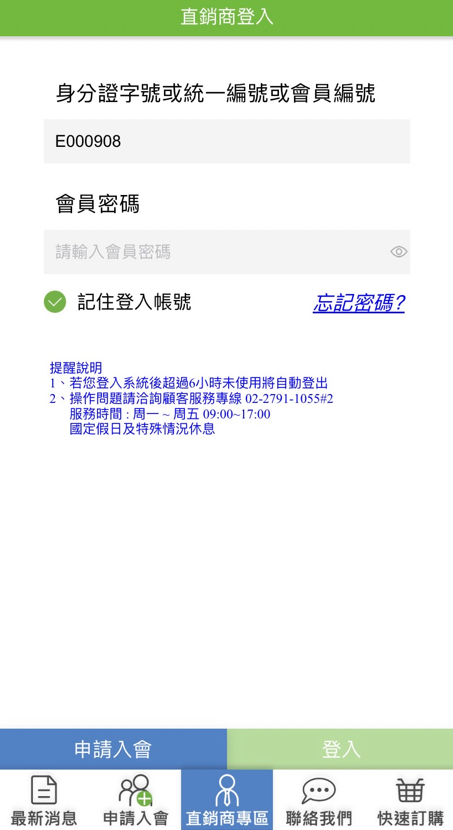 直銷商登入
身分證字號或統一編號或會員編號
E000908
會員密碼
請輸入會員密碼
記住登入帳號
忘記密碼?
提醒說明
1、若您登入系統後超過6小時未使用將自動登出
2、操作問題請洽詢顧客服務專線 02-2791-1055#2
服務時間 : 周一 ~ 周五 09:00~17:00
國定假日及特殊情況休息
申請入會
登入
最新消息
申請入會
直銷商專區
聯絡我們
快速訂購